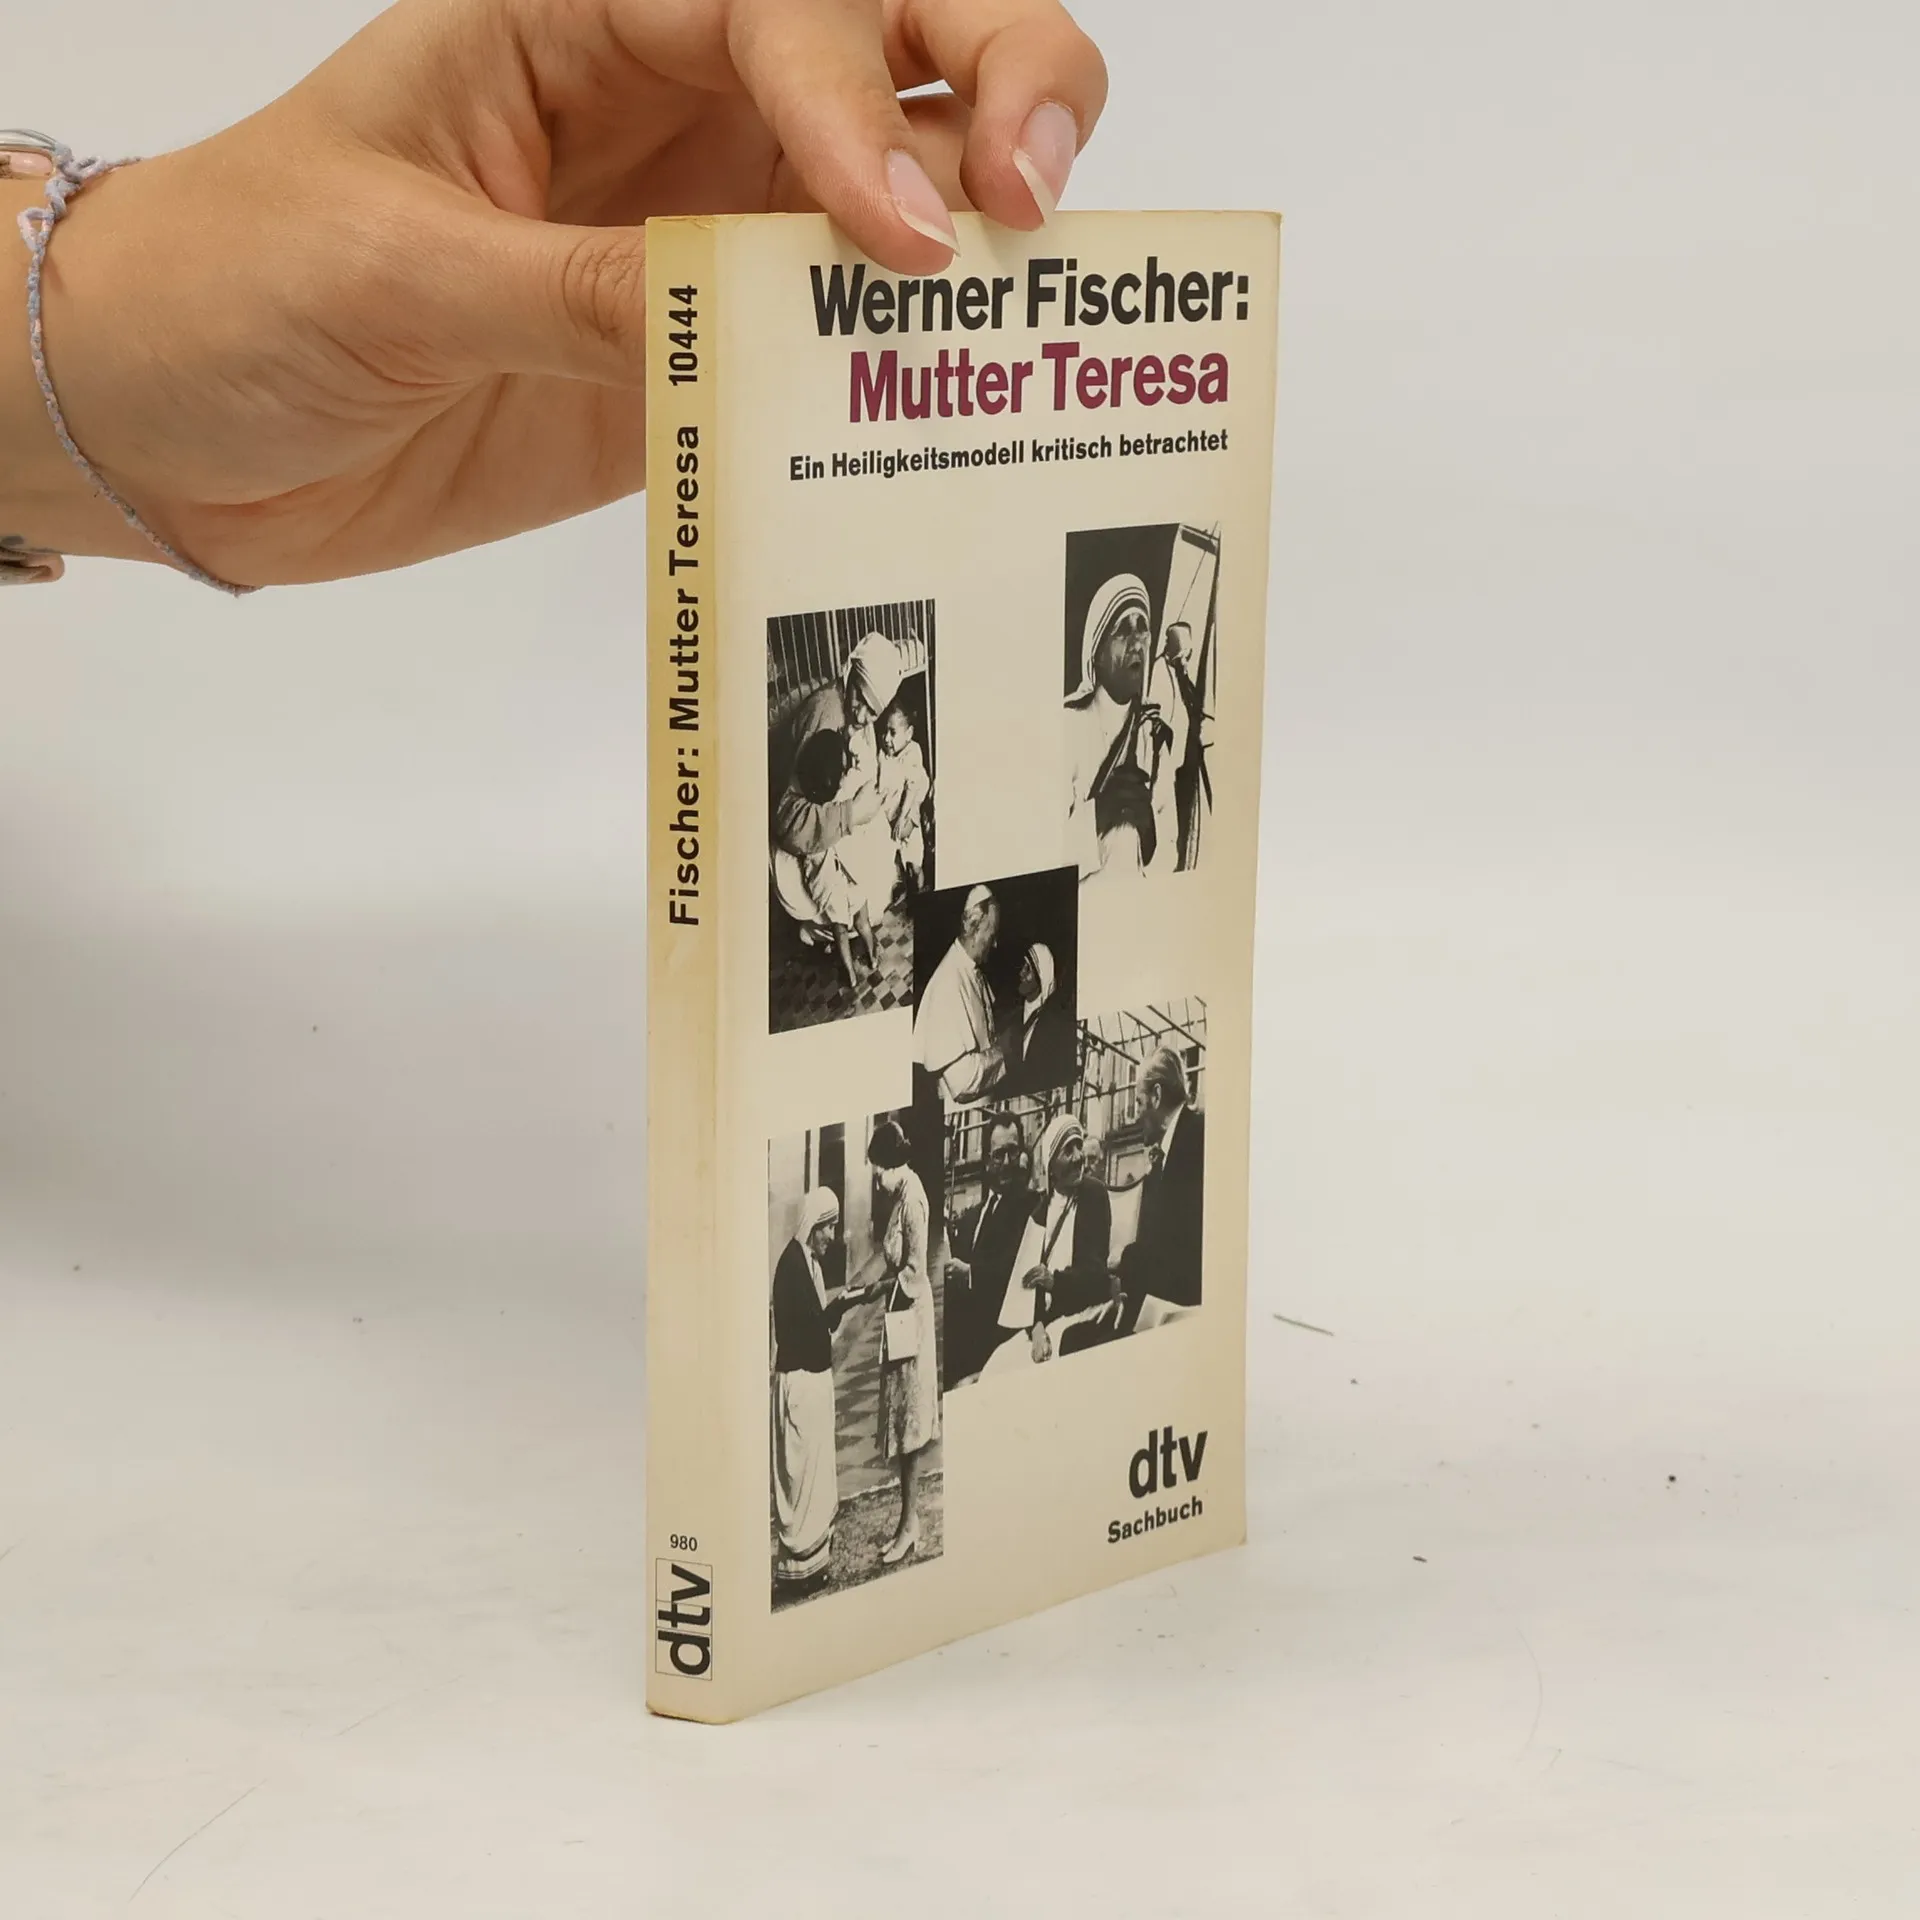 Werner Fischer:
Mutter Teresa
Ein Heiligkeitsmodell kritisch betrachtet
dtv
Sachbuch
Fischer: Mutter Teresa 10444
980
dtv